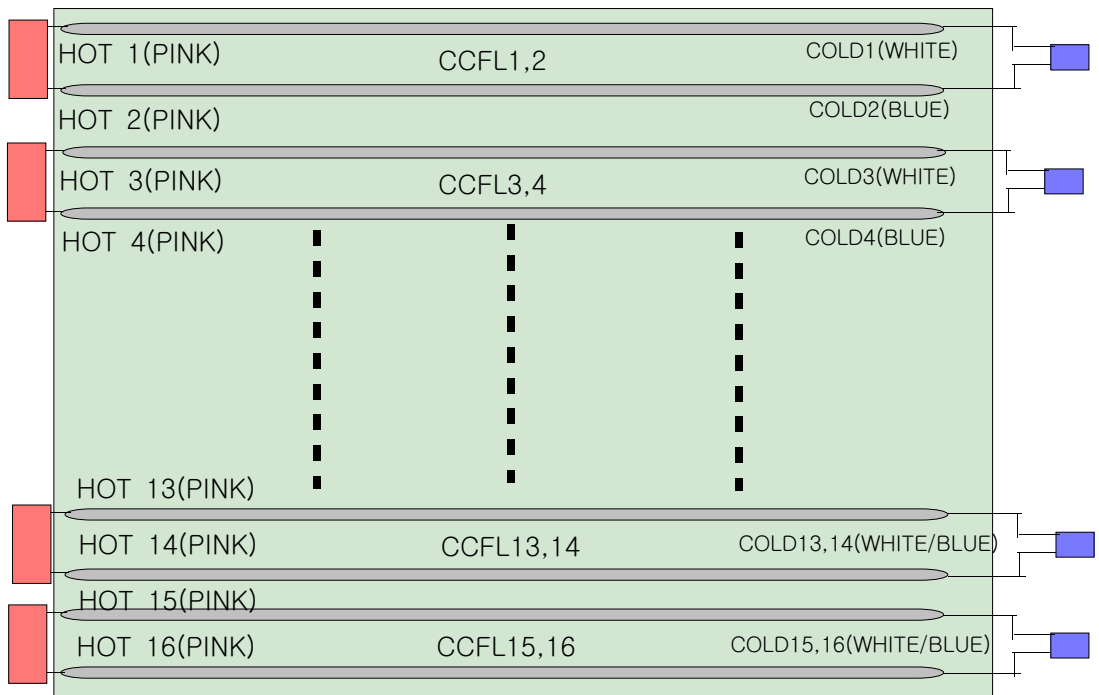 HOT 1(PINK)
CCFL1,2
COLD1(WHITE)
HOT 2(PINK)
COLD2(BLUE)
HOT 3(PINK)
CCFL3,4
COLD3(WHITE)
HOT 4(PINK)
COLD4(BLUE)
HOT 13(PINK)
HOT 14(PINK)
CCFL13,14
COLD13,14(WHITE/BLUE)
HOT 15(PINK)
HOT 16(PINK)
CCFL15,16
COLD15,16(WHITE/BLUE)